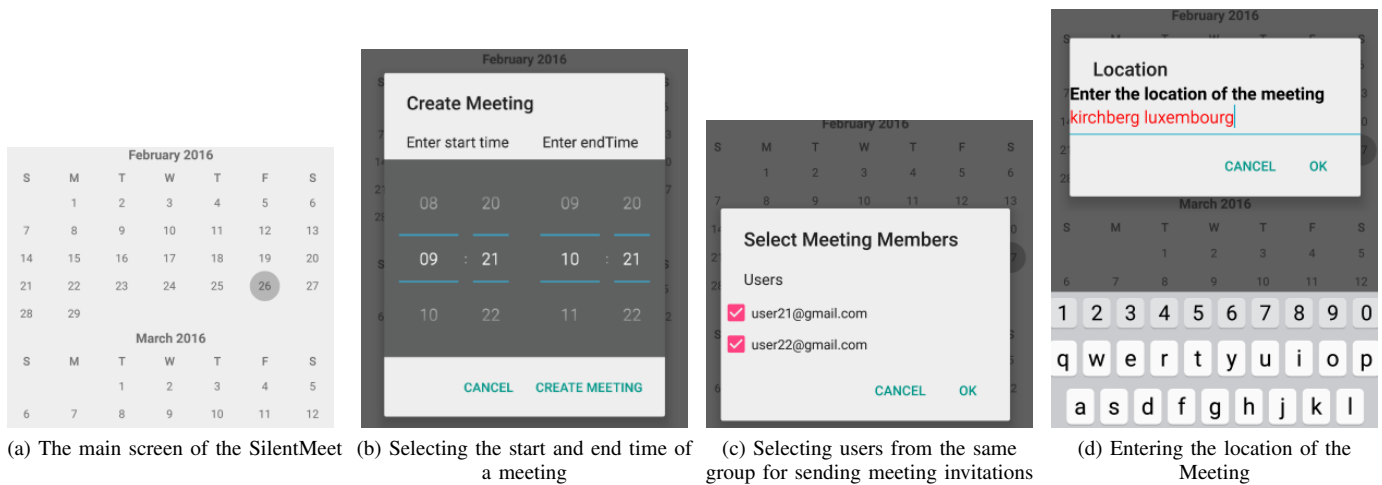 February 2016
S M T W T F S
1 2 3 4 5 6
7 8 9 10 11 12 13
14 15 16 17 18 19 20
21 22 23 24 25 26 27
28 29
March 2016
S M T W T F S
1 2 3 4 5
6 7 8 9 10 11 12
(a) The main screen of the SilentMeet
February 2016
Create Meeting
Enter start time Enter endTime
08 20 09 20
09 : 21 10 : 21
10 22 11 22
CANCEL CREATE MEETING
(b) Selecting the start and end time of
a meeting
February 2016
S M T W T F S
1 2 3 4 5 6
7 8 9 10 11 12 13
Select Meeting Members
Users
user21@gmail.com
user22@gmail.com
CANCEL OK
(c) Selecting users from the same
group for sending meeting invitations
February 2016
Location
Enter the location of the meeting
kirchberg luxembourg
CANCEL OK
March 2016
S M T W T F S
1 2 3 4 5
6 7 8 9 10 11 12
1 2 3 4 5 6 7 8 9 0
q w e r t y u i o p
a s d f g h j k l
(d) Entering the location of the
Meeting